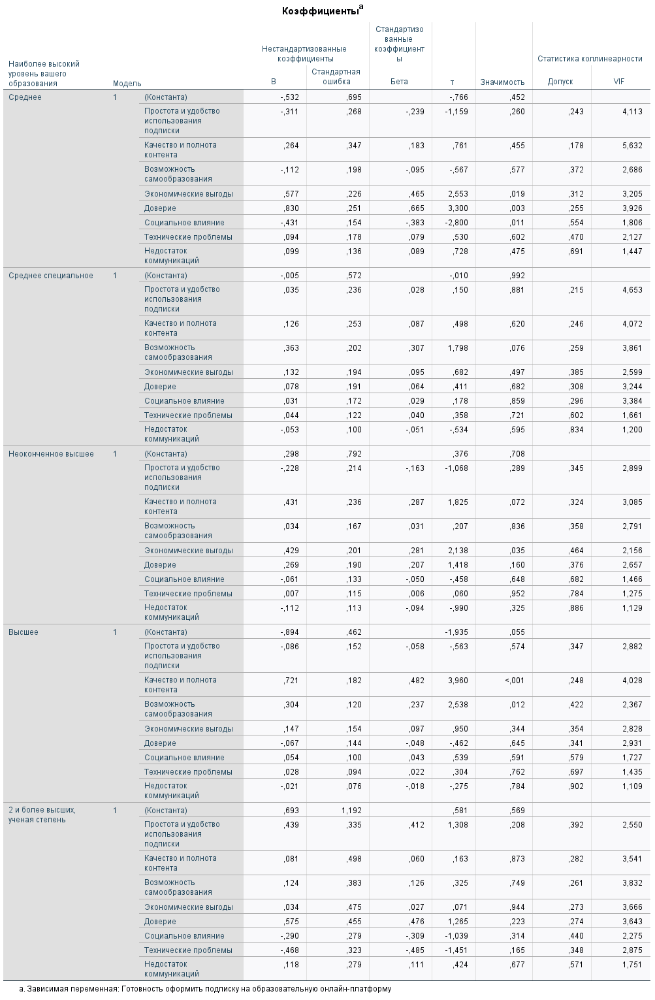 Коэффициентыa
Наиболее высокий уровень вашего образования Модель Нестандартизованные коэффициенты Стандартизованные коэффициенты т Значимость Статистика коллинеарности
B Стандартная ошибка Бета Допуск VIF
Среднее 1 (Константа) -,532 ,695 -,766 ,452
Простота и удобство использования подписки -,311 ,268 -,239 -1,159 ,260 ,243 4,113
Качество и полнота контента ,264 ,347 ,183 ,761 ,455 ,178 5,632
Возможность самообразования -,112 ,198 -,095 -,567 ,577 ,372 2,686
Экономические выгоды ,577 ,226 ,465 2,553 ,019 ,312 3,205
Доверие ,830 ,251 ,665 3,300 ,003 ,255 3,926
Социальное влияние -,431 ,154 -,383 -2,800 ,011 ,554 1,806
Технические проблемы ,094 ,178 ,079 ,530 ,602 ,470 2,127
Недостаток коммуникаций ,099 ,136 ,089 ,728 ,475 ,691 1,447
Среднее специальное 1 (Константа) -,005 ,572 -,010 ,992
Простота и удобство использования подписки ,035 ,236 ,028 ,150 ,881 ,215 4,653
Качество и полнота контента ,126 ,253 ,087 ,498 ,620 ,246 4,072
Возможность самообразования ,363 ,202 ,307 1,798 ,076 ,259 3,861
Экономические выгоды ,132 ,194 ,095 ,682 ,497 ,385 2,599
Доверие ,078 ,191 ,064 ,411 ,682 ,308 3,244
Социальное влияние ,031 ,172 ,029 ,178 ,859 ,296 3,384
Технические проблемы ,044 ,122 ,040 ,358 ,721 ,602 1,661
Недостаток коммуникаций -,053 ,100 -,051 -,534 ,595 ,834 1,200
Неоконченное высшее 1 (Константа) ,298 ,792 ,376 ,708
Простота и удобство использования подписки -,228 ,214 -,163 -1,068 ,289 ,345 2,899
Качество и полнота контента ,431 ,236 ,287 1,825 ,072 ,324 3,085
Возможность самообразования ,034 ,167 ,031 ,207 ,836 ,358 2,791
Экономические выгоды ,429 ,201 ,281 2,138 ,035 ,464 2,156
Доверие ,269 ,190 ,207 1,418 ,160 ,376 2,657
Социальное влияние -,061 ,133 -,050 -,458 ,648 ,682 1,466
Технические проблемы ,007 ,115 ,006 ,060 ,952 ,784 1,275
Недостаток коммуникаций -,112 ,113 -,094 -,990 ,325 ,886 1,129
Высшее 1 (Константа) -,894 ,462 -1,935 ,055
Простота и удобство использования подписки -,086 ,152 -,058 -,563 ,574 ,347 2,882
Качество и полнота контента ,721 ,182 ,482 3,960 <,001 ,248 4,028
Возможность самообразования ,304 ,120 ,237 2,538 ,012 ,422 2,367
Экономические выгоды ,147 ,154 ,097 ,950 ,344 ,354 2,828
Доверие -,067 ,144 -,048 -,462 ,645 ,341 2,931
Социальное влияние ,054 ,100 ,043 ,539 ,591 ,579 1,727
Технические проблемы ,028 ,094 ,022 ,304 ,762 ,697 1,435
Недостаток коммуникаций -,021 ,076 -,018 -,275 ,784 ,902 1,109
2 и более высших, ученая степень 1 (Константа) ,693 1,192 ,581 ,569
Простота и удобство использования подписки ,439 ,335 ,412 1,308 ,208 ,392 2,550
Качество и полнота контента ,081 ,498 ,060 ,163 ,873 ,282 3,541
Возможность самообразования ,124 ,383 ,126 ,325 ,749 ,261 3,832
Экономические выгоды ,034 ,475 ,027 ,071 ,944 ,273 3,666
Доверие ,575 ,455 ,476 1,265 ,223 ,274 3,643
Социальное влияние -,290 ,279 -,309 -1,039 ,314 ,440 2,275
Технические проблемы -,468 ,323 -,485 -1,451 ,165 ,348 2,875
Недостаток коммуникаций ,118 ,279 ,111 ,424 ,677 ,571 1,751
a. Зависимая переменная: Готовность оформить подписку на образовательную онлайн-платформу